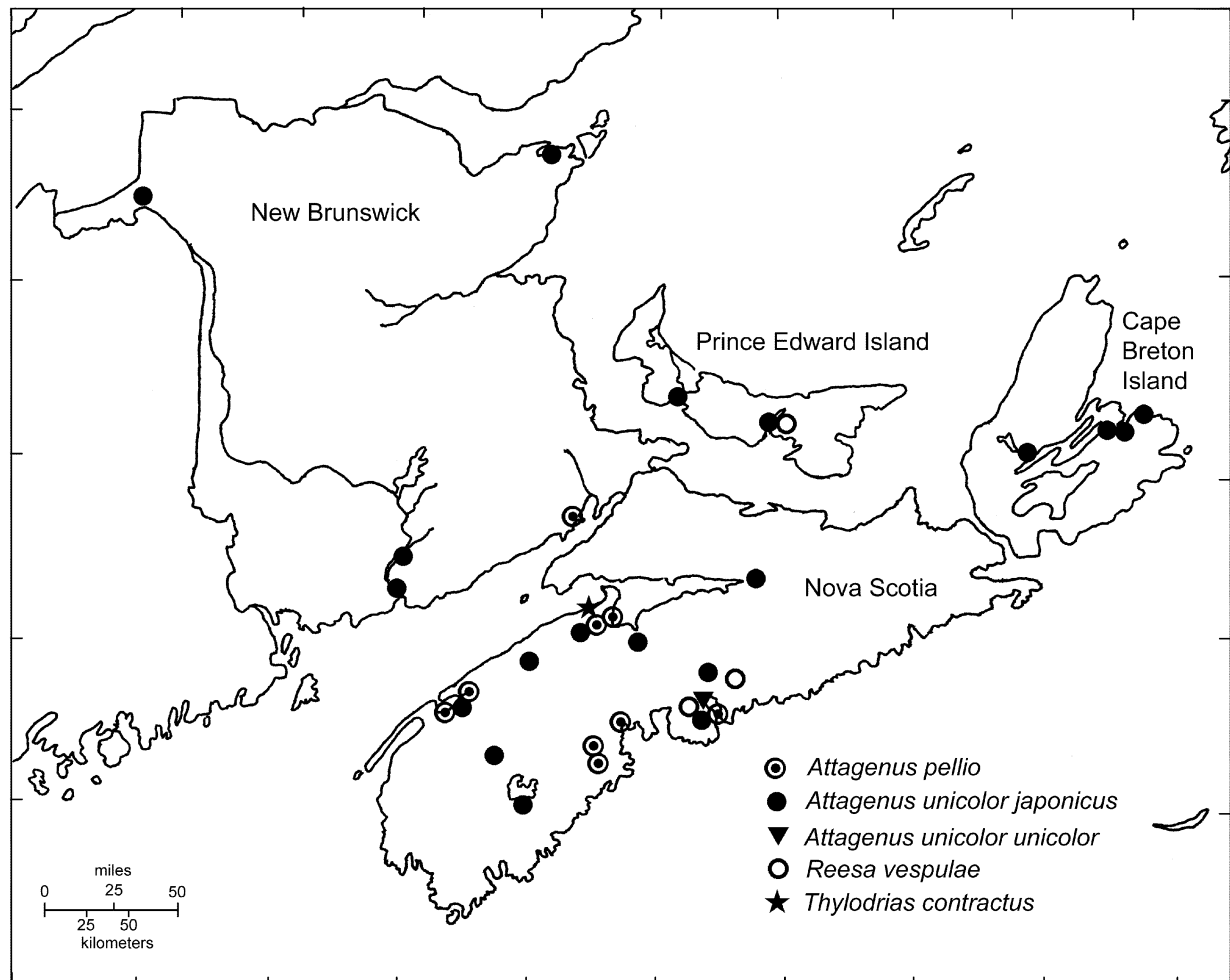 New Brunswick
Prince Edward Island
Cape
Breton
Island
Nova Scotia
Attagenus pellio
Attagenus unicolor japonicus
Attagenus unicolor unicolor
Reesa vespulae
Thylodrias contractus
miles
0 25 50
25 50
kilometers